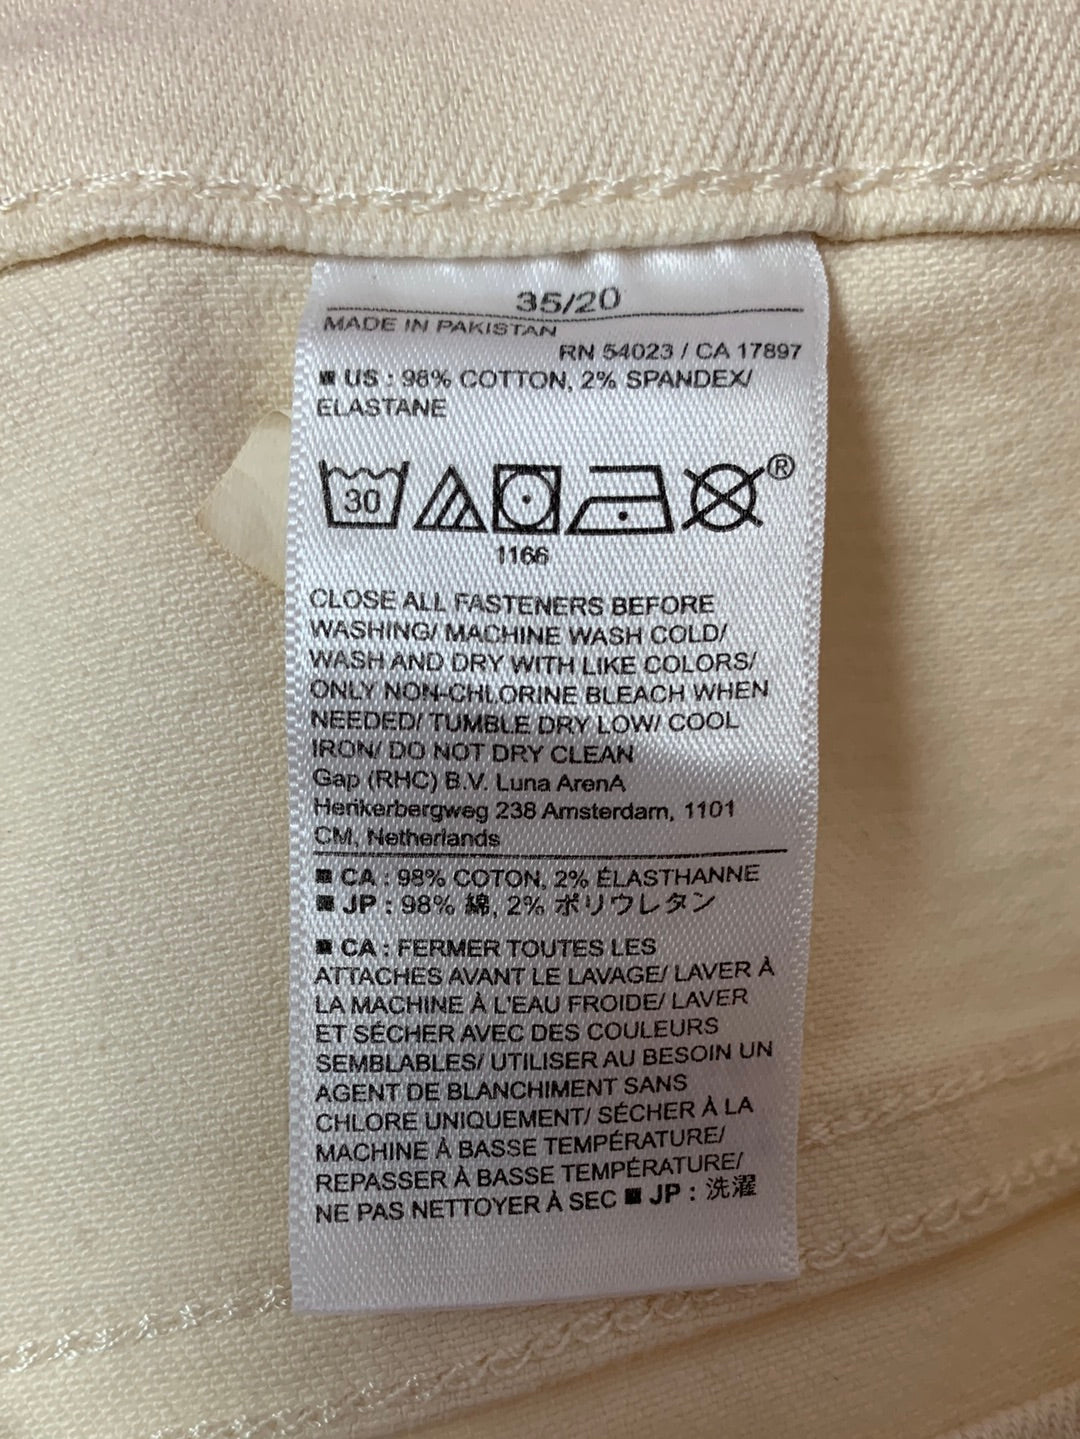 35/20
MADE IN PAKISTAN
RN 54023 / CA 17897
US : 98% COTTON, 2% SPANDEX/
ELASTANE
30
®
1166
CLOSE ALL FASTENERS BEFORE
WASHING/ MACHINE WASH COLD/
WASH AND DRY WITH LIKE COLORS/
ONLY NON-CHLORINE BLEACH WHEN
NEEDED/ TUMBLE DRY LOW/ COOL
IRON/ DO NOT DRY CLEAN
Gap (RHC) B.V. Luna ArenA
Herikerbergweg 238 Amsterdam, 1101
CM, Netherlands
CA : 98% COTON, 2% ÉLASTHANNE
JP : 98% 綿, 2% ポリウレタン
CA : FERMER TOUTES LES
ATTACHES AVANT LE LAVAGE/ LAVER À
LA MACHINE À L'EAU FROIDE/ LAVER
ET SÉCHER AVEC DES COULEURS
SEMBLABLES/ UTILISER AU BESOIN UN
AGENT DE BLANCHIMENT SANS
CHLORE UNIQUEMENT/ SÉCHER À LA
MACHINE À BASSE TEMPÉRATURE/
REPASSER À BASSE TEMPÉRATURE/
NE PAS NETTOYER À SEC JP : 洗濯